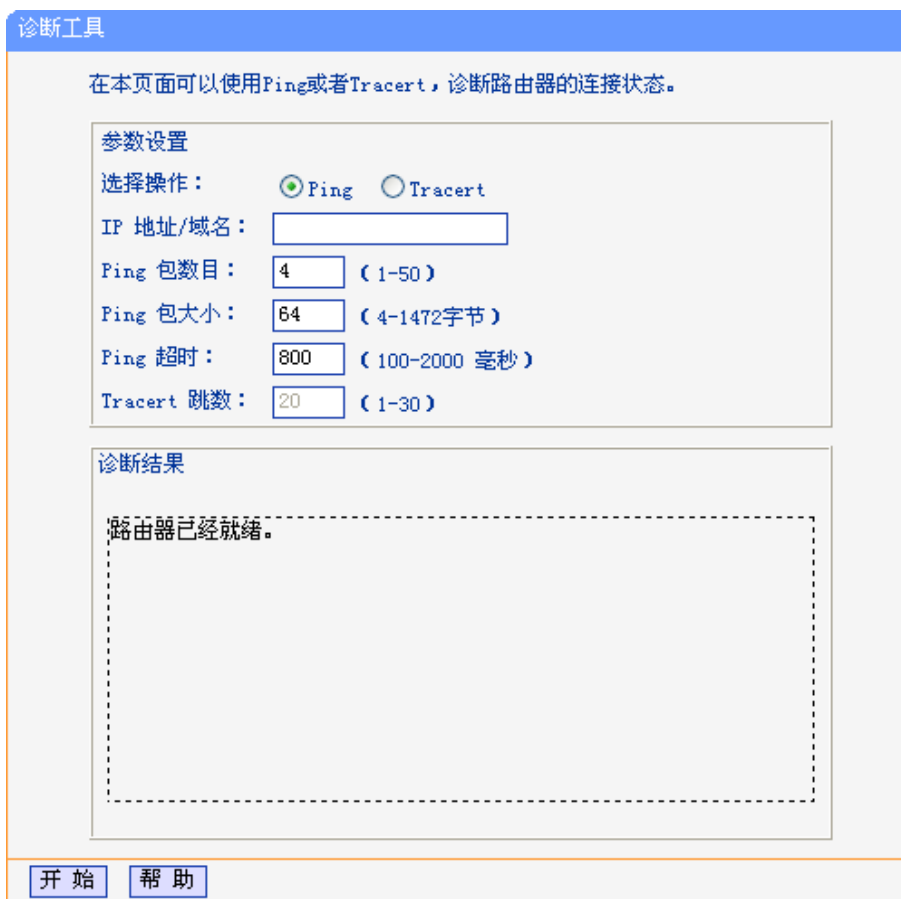 诊断工具
在本页面可以使用Ping或者Tracert，诊断路由器的连接状态。
参数设置
选择操作： Ping Tracert
IP 地址/域名：
Ping 包数目： 4 （1-50）
Ping 包大小： 64 （4-1472字节）
Ping 超时： 800 （100-2000 毫秒）
Tracert 跳数： 20 （1-30）
诊断结果
路由器已经就绪。
开 始 帮 助